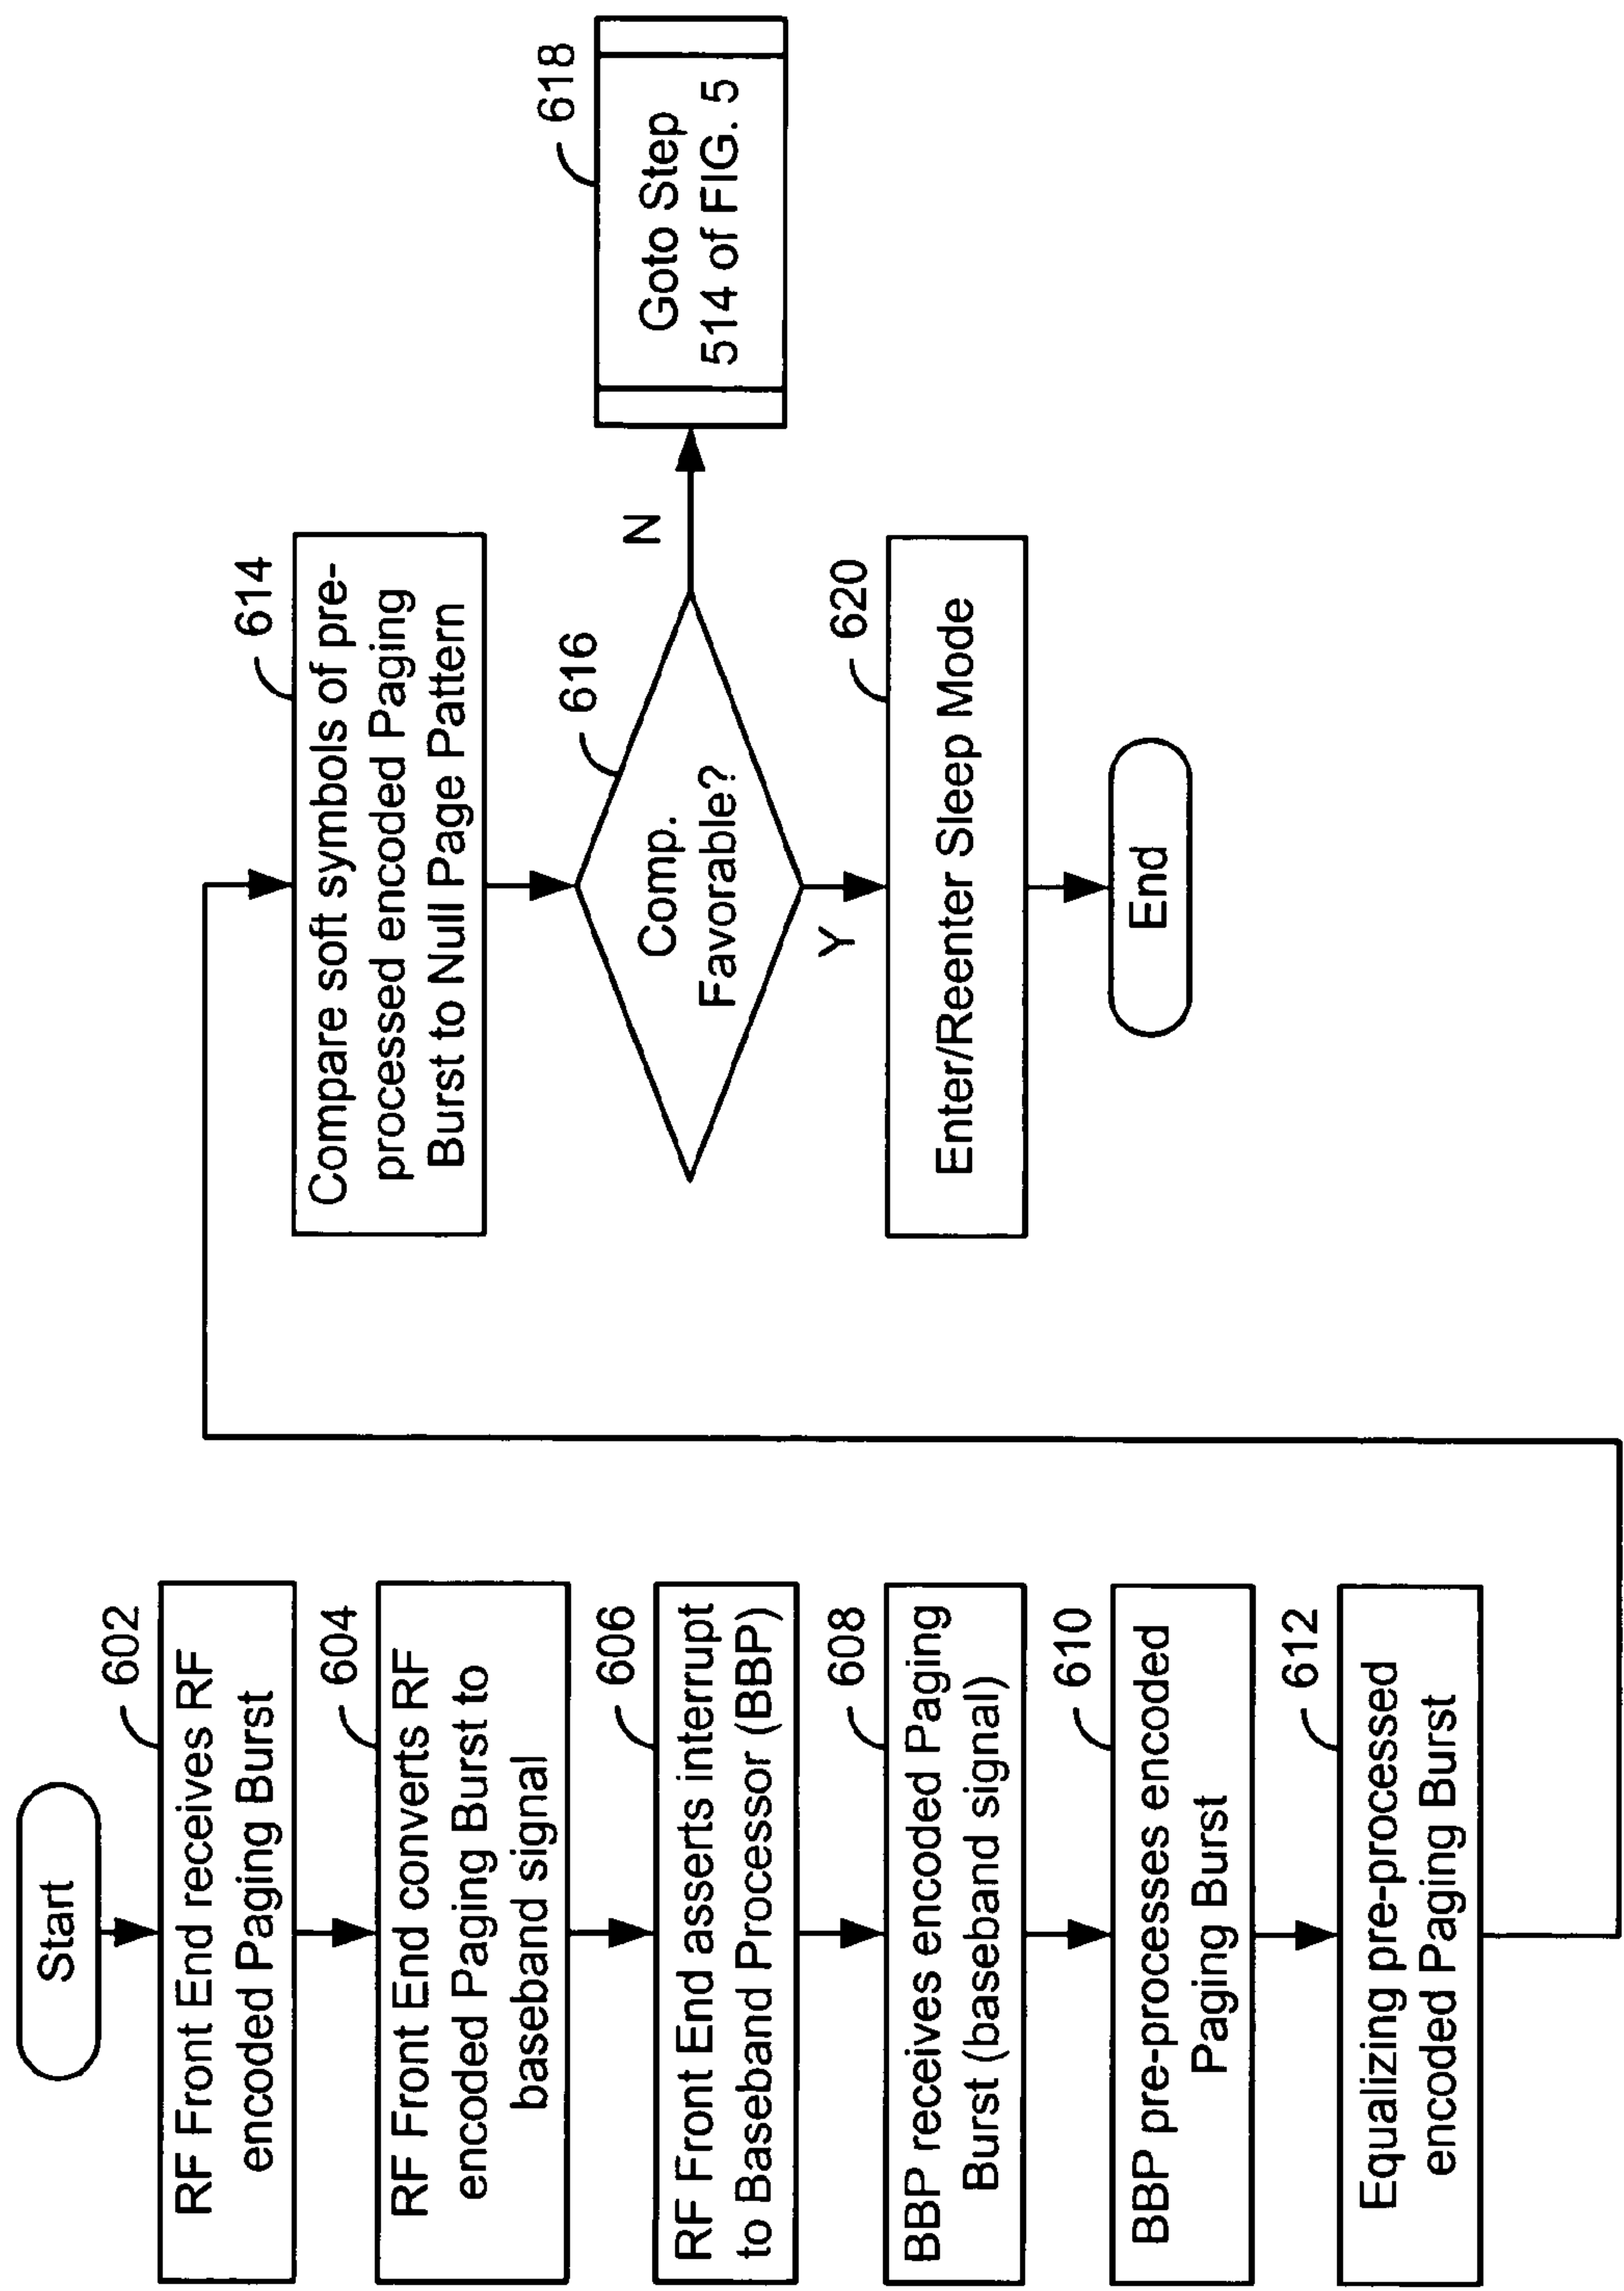 Start
602
RF Front End receives RF
encoded Paging Burst
604
RF Front End converts RF
encoded Paging Burst to
baseband signal
606
RF Front End asserts interrupt
to Baseband Processor (BBP)
608
BBP receives encoded Paging
Burst (baseband signal)
610
BBP pre-processes encoded
Paging Burst
612
Equalizing pre-processed
encoded Paging Burst
614
Compare soft symbols of pre-
processed encoded Paging
Burst to Null Page Pattern
616
Comp.
Favorable?
N
618
Goto Step
514 of FIG. 5
Y
620
Enter/Reenter Sleep Mode
End